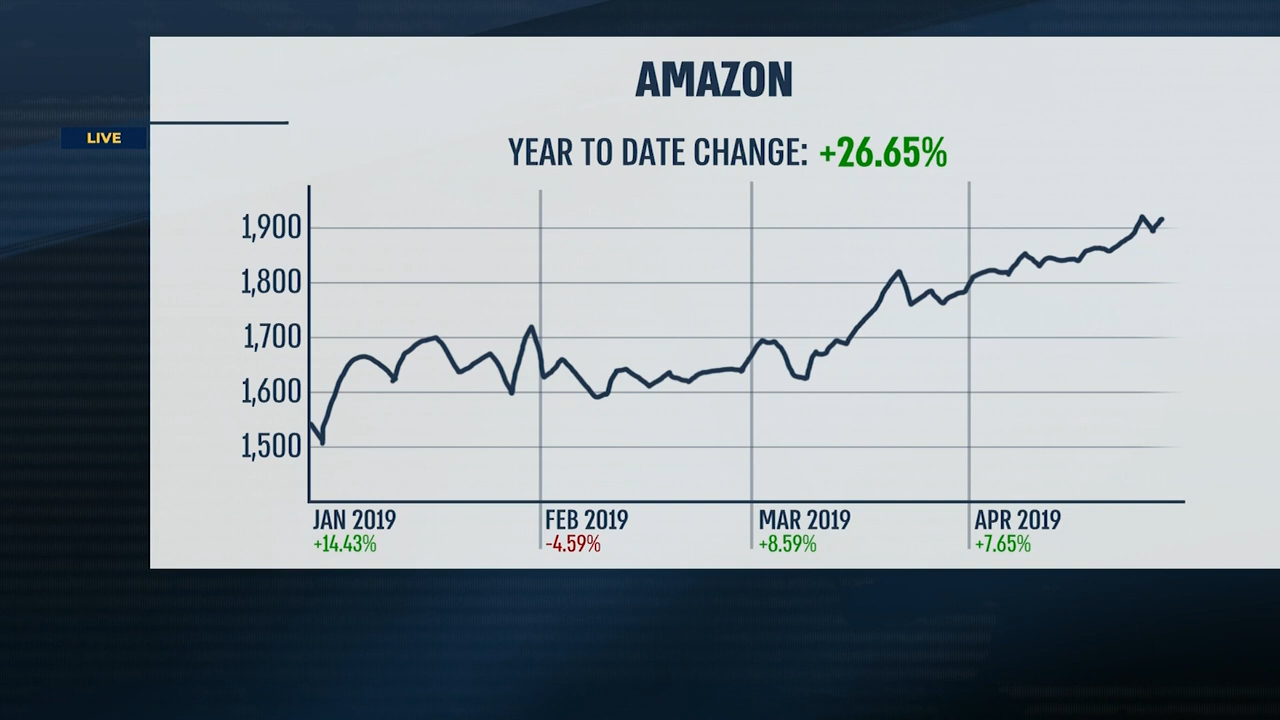 AMAZON
LIVE
YEAR TO DATE CHANGE: +26.65%
1,900
1,800
1,700
1,600
1,500
JAN 2019 FEB 2019 MAR 2019 APR 2019
+14.43% -4.59% +8.59% +7.65%